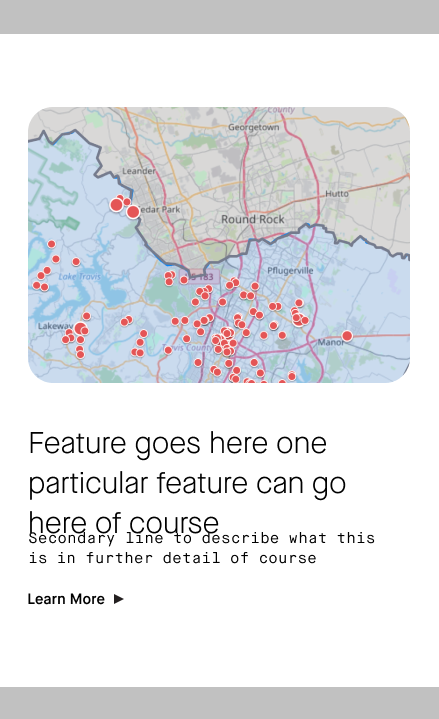 County
Georgetown
Leander
Hutto
edar Park
Round Rock
Pflugerville
Lake Travis
US 183
Lakeway
Manor
Travis County
Feature goes here one
particular feature can go
here of course
Secondary line to describe what this
is in further detail of course
Learn More ▶